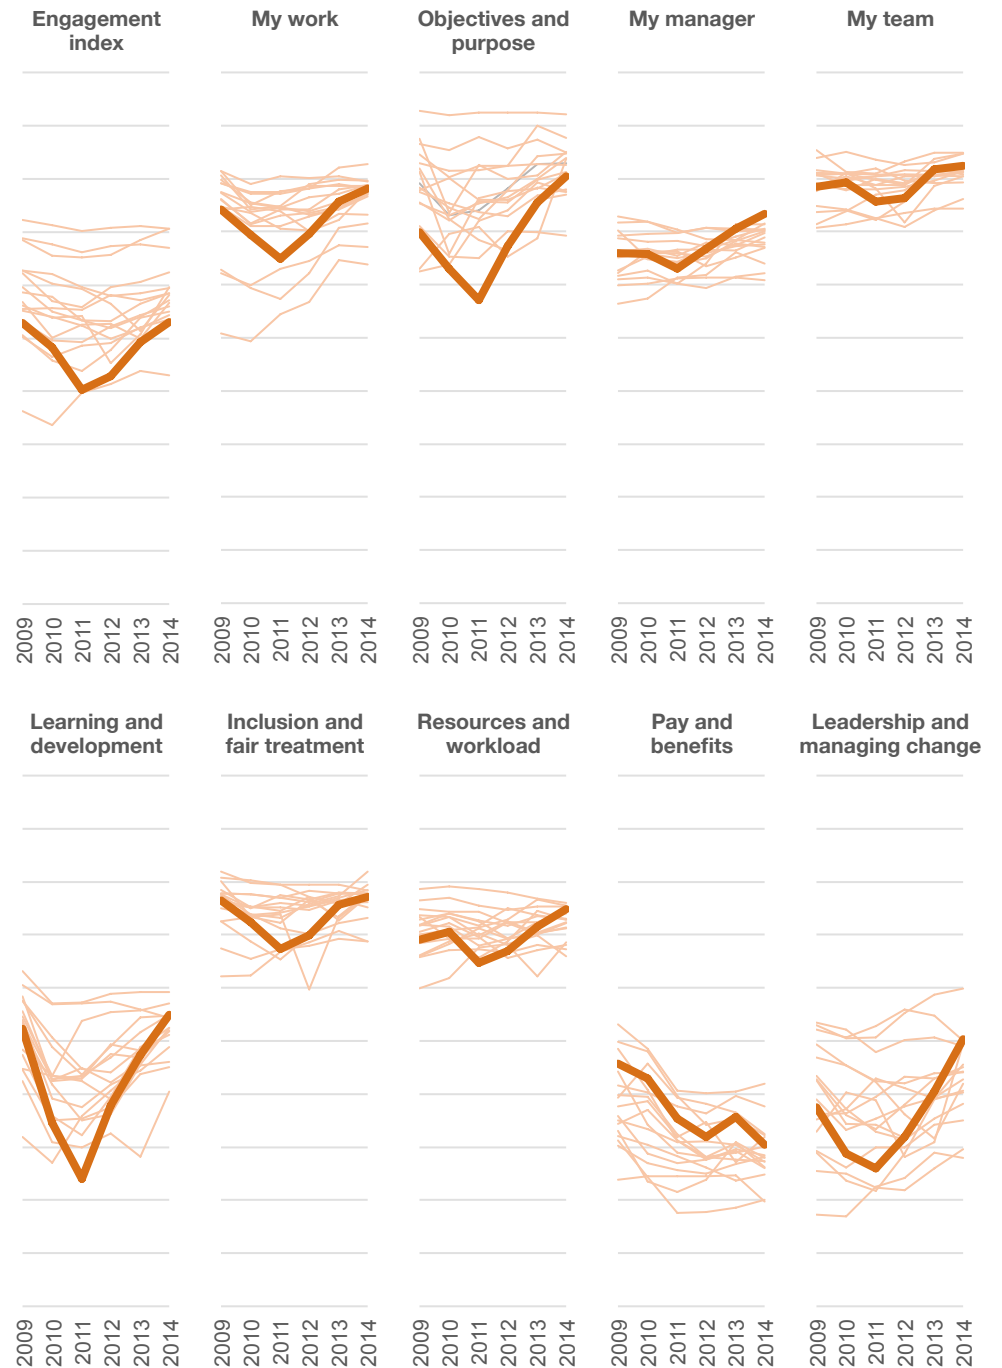 Engagement
index
My work
Objectives and
purpose
My manager
My team
2009 2010 2011 2012 2013 2014
2009 2010 2011 2012 2013 2014
2009 2010 2011 2012 2013 2014
2009 2010 2011 2012 2013 2014
2009 2010 2011 2012 2013 2014
Learning and
development
Inclusion and
fair treatment
Resources and
workload
Pay and
benefits
Leadership and
managing change
2009 2010 2011 2012 2013 2014
2009 2010 2011 2012 2013 2014
2009 2010 2011 2012 2013 2014
2009 2010 2011 2012 2013 2014
2009 2010 2011 2012 2013 2014